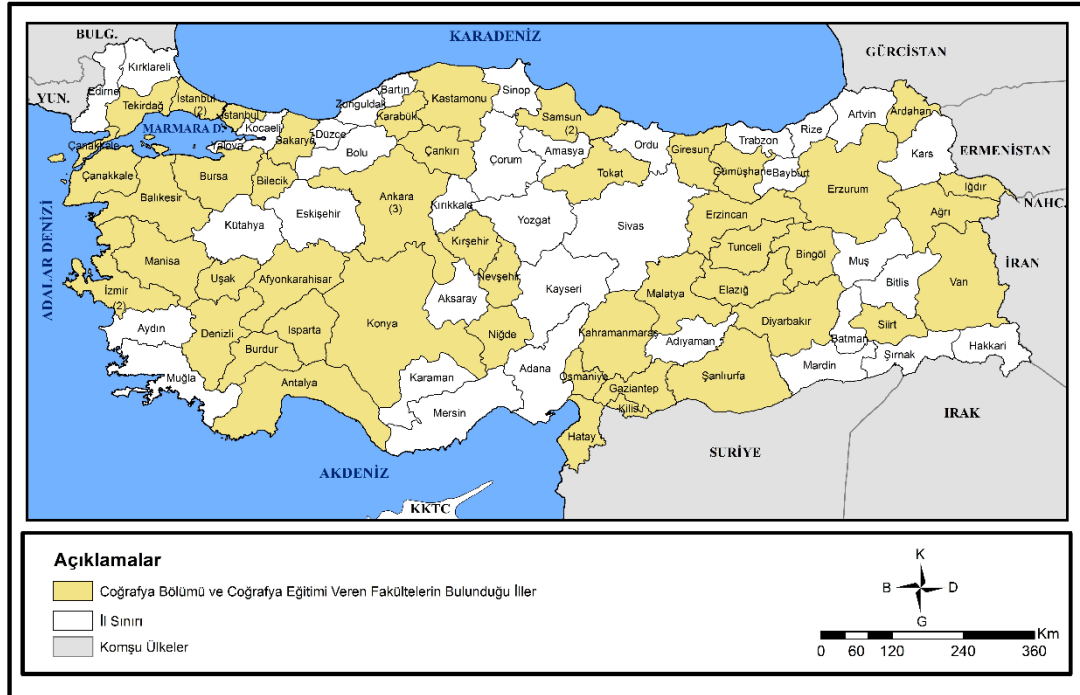 BULG.
KARADENİZ
GÜRCİSTAN
Kırklareli
Edirne
YUN.
Tekirdağ
İstanbul
(2)
İstanbul
Kocaeli
MARMARA D.
Yalova
Sakarya
Düzce
Zonguldak
Bartın
Karabük
Kastamonu
Sinop
Samsun
(2)
Bolu
Çankırı
Çorum
Amasya
Ordu
Giresun
Trabzon
Rize
Artvin
Ardahan
Kars
ERMENİSTAN
Gümüşhane
Bayburt
Tokat
Erzurum
Iğdır
NAHC.
Ağrı
Çanakkale
Çanakkale
Balıkesir
Bursa
Bilecik
Eskişehir
Kütahya
Ankara
(3)
Kırıkkale
Yozgat
Sivas
Erzincan
Tunceli
Bingöl
Muş
Bitlis
Van
İRAN
ADALAR DENİZİ
Manisa
İzmir
(2)
Uşak
Afyonkarahisar
Kırşehir
Nevşehir
Kayseri
Malatya
Elazığ
Diyarbakır
Siirt
Batman
Aksaray
Konya
Niğde
Kahramanmaraş
Adıyaman
Şırnak
Hakkari
Mardin
Aydın
Denizli
Isparta
Burdur
Muğla
Antalya
Karaman
Mersin
Adana
Osmaniye
Gaziantep
Kilis
Şanlıurfa
Hatay
IRAK
SURİYE
AKDENİZ
KKTC
Açıklamalar
Coğrafya Bölümü ve Coğrafya Eğitimi Veren Fakültelerin Bulunduğu İller
İl Sınırı
Komşu Ülkeler
K
B D
G
Km
0 60 120 240 360